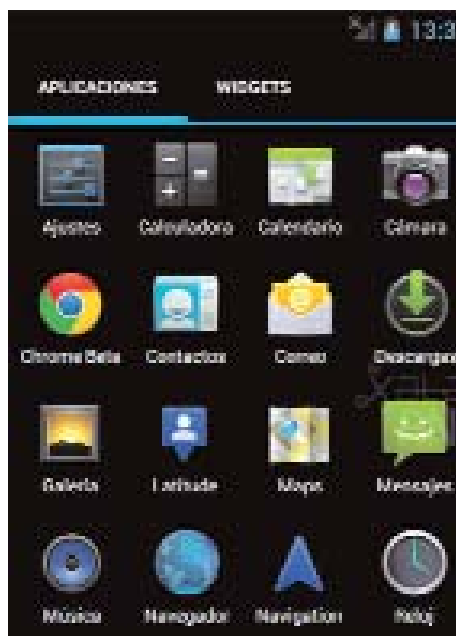 13:3
APLICACIONES WIDGETS
Ajustes Calculadora Calendario Cámara
Chrome Beta Contactos Correo Descargas
Galería Latitude Maps Mensajes
Música Navegador Navigation Reloj